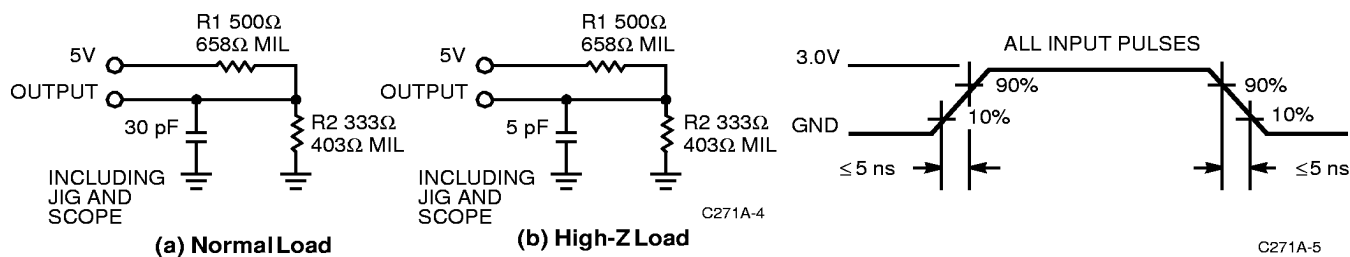 R1 500Ω
658Ω MIL
5V
OUTPUT
30 pF
R2 333Ω
403Ω MIL
INCLUDING
JIG AND
SCOPE
(a) Normal Load
R1 500Ω
658Ω MIL
5V
OUTPUT
5 pF
R2 333Ω
403Ω MIL
INCLUDING
JIG AND
SCOPE
C271A-4
(b) High-Z Load
ALL INPUT PULSES
3.0V
90%
90%
10%
10%
GND
≤5 ns
≤5 ns
C271A-5